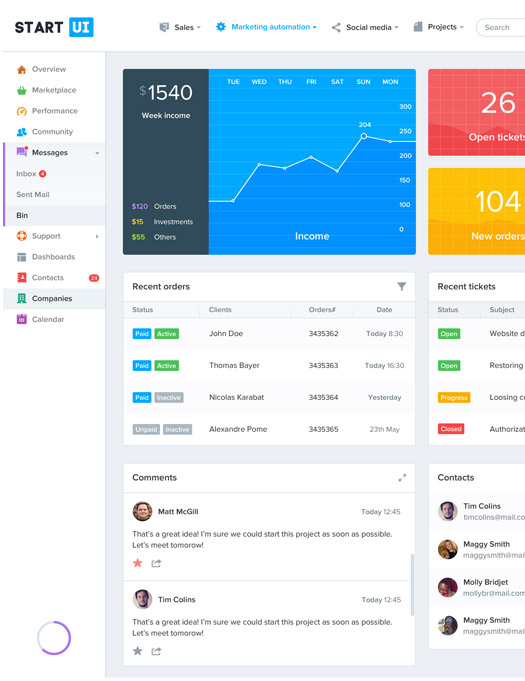 START UI
Sales
Marketing automation
Social media
Projects
Search
Overview
Marketplace
Performance
Community
Messages
Inbox 4
Sent Mail
Bin
Support
Dashboards
Contacts 24
Companies
Calendar
$1540
Week income
$120 Orders
$15 Investments
$55 Others
TUE WED THU FRI SAT SUN MON
204
300
250
200
150
100
0
Income
26
Open tickets
104
New orders
Recent orders
Status Clients Orders# Date
Paid Active John Doe 3435362 Today 8:30
Paid Active Thomas Bayer 3435363 Today 16:30
Paid Inactive Nicolas Karabat 3435364 Yesterday
Unpaid Inactive Alexandre Pome 3435365 23th May
Recent tickets
Status Subject
Open Website d
Open Restoring
Progress Loosing co
Closed Authorizat
Comments
Matt McGill Today 12:45
That's a great idea! I'm sure we could start this project as soon as possible.
Let's meet tomorow!
Tim Colins Today 12:45
That's a great idea! I'm sure we could start this project as soon as possible.
Let's meet tomorow!
Contacts
Tim Colins
timcolins@mail.co
Maggy Smith
maggysmith@mai
Molly Bridjet
mollybr@mail.com
Maggy Smith
maggysmith@mai